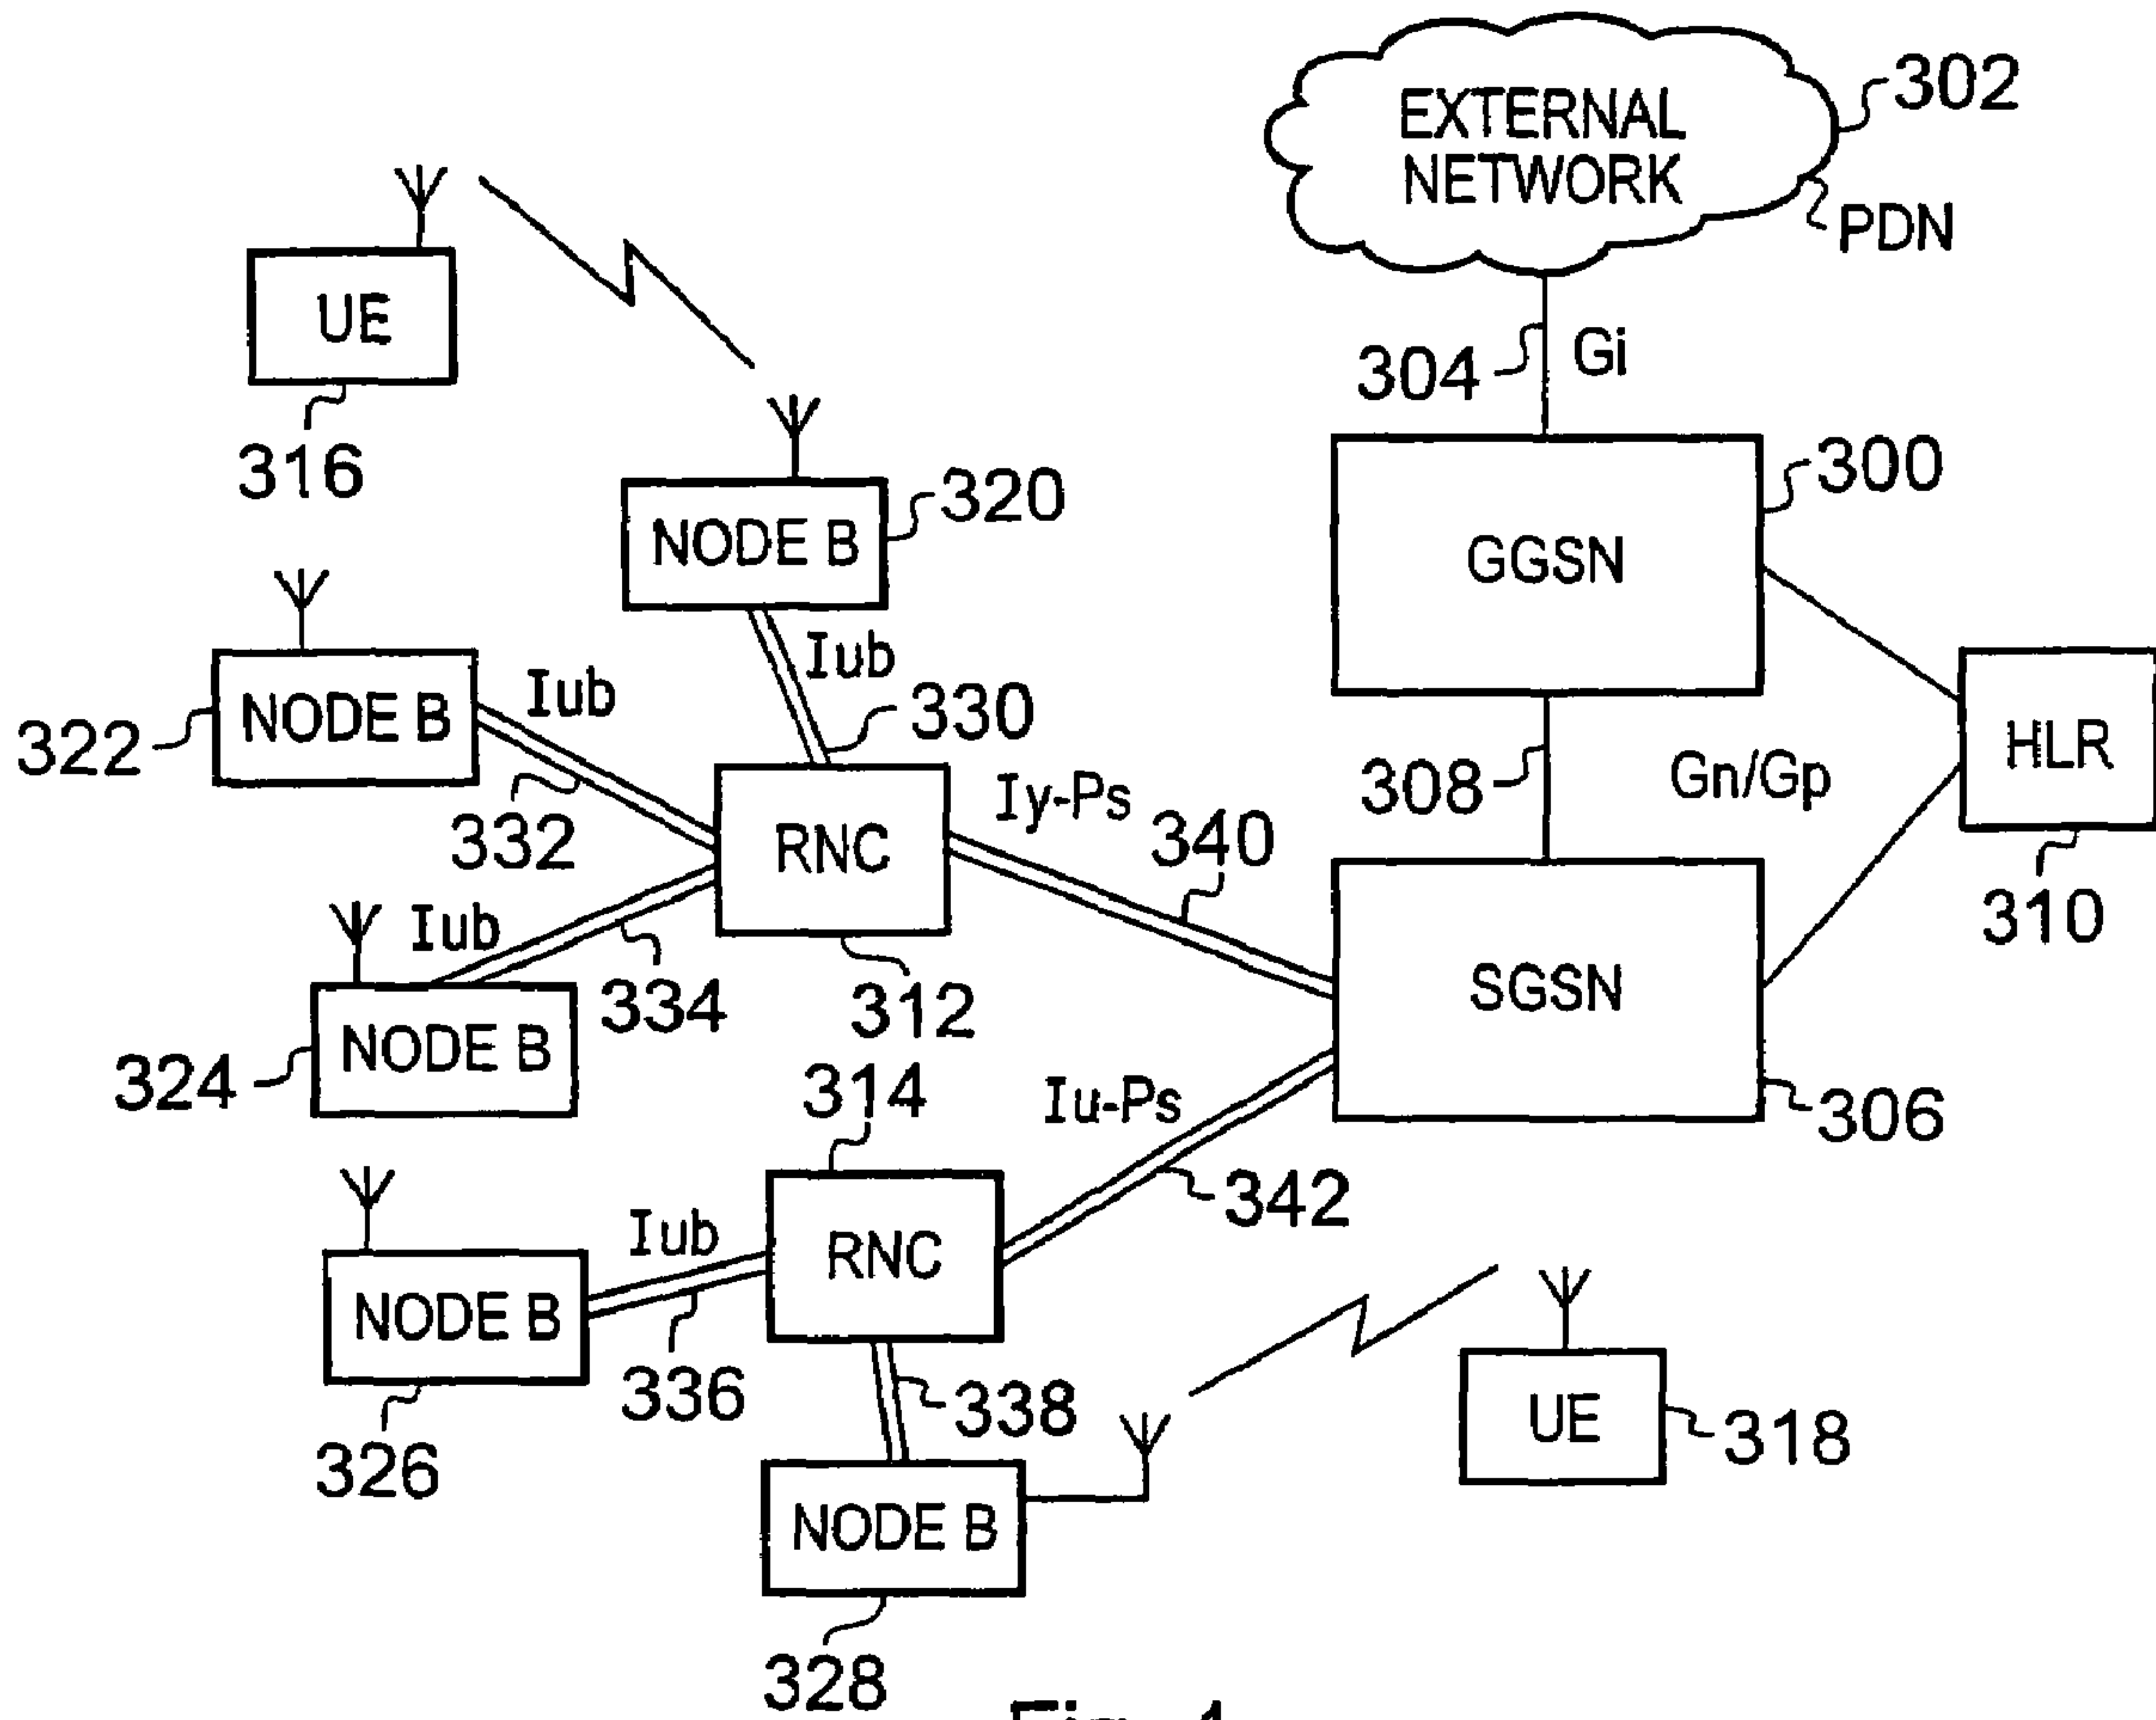 EXTERNAL
NETWORK
302
PDN
304
Gi
UE
316
NODE B
320
GGSN
300
Iub
330
NODE B
322
Iub
332
HLR
310
308
Gn/Gp
RNC
312
Iy-Ps
340
Iub
334
NODE B
324
SGSN
306
314
Iu-Ps
342
RNC
Iub
336
NODE B
326
338
UE
318
NODE B
328